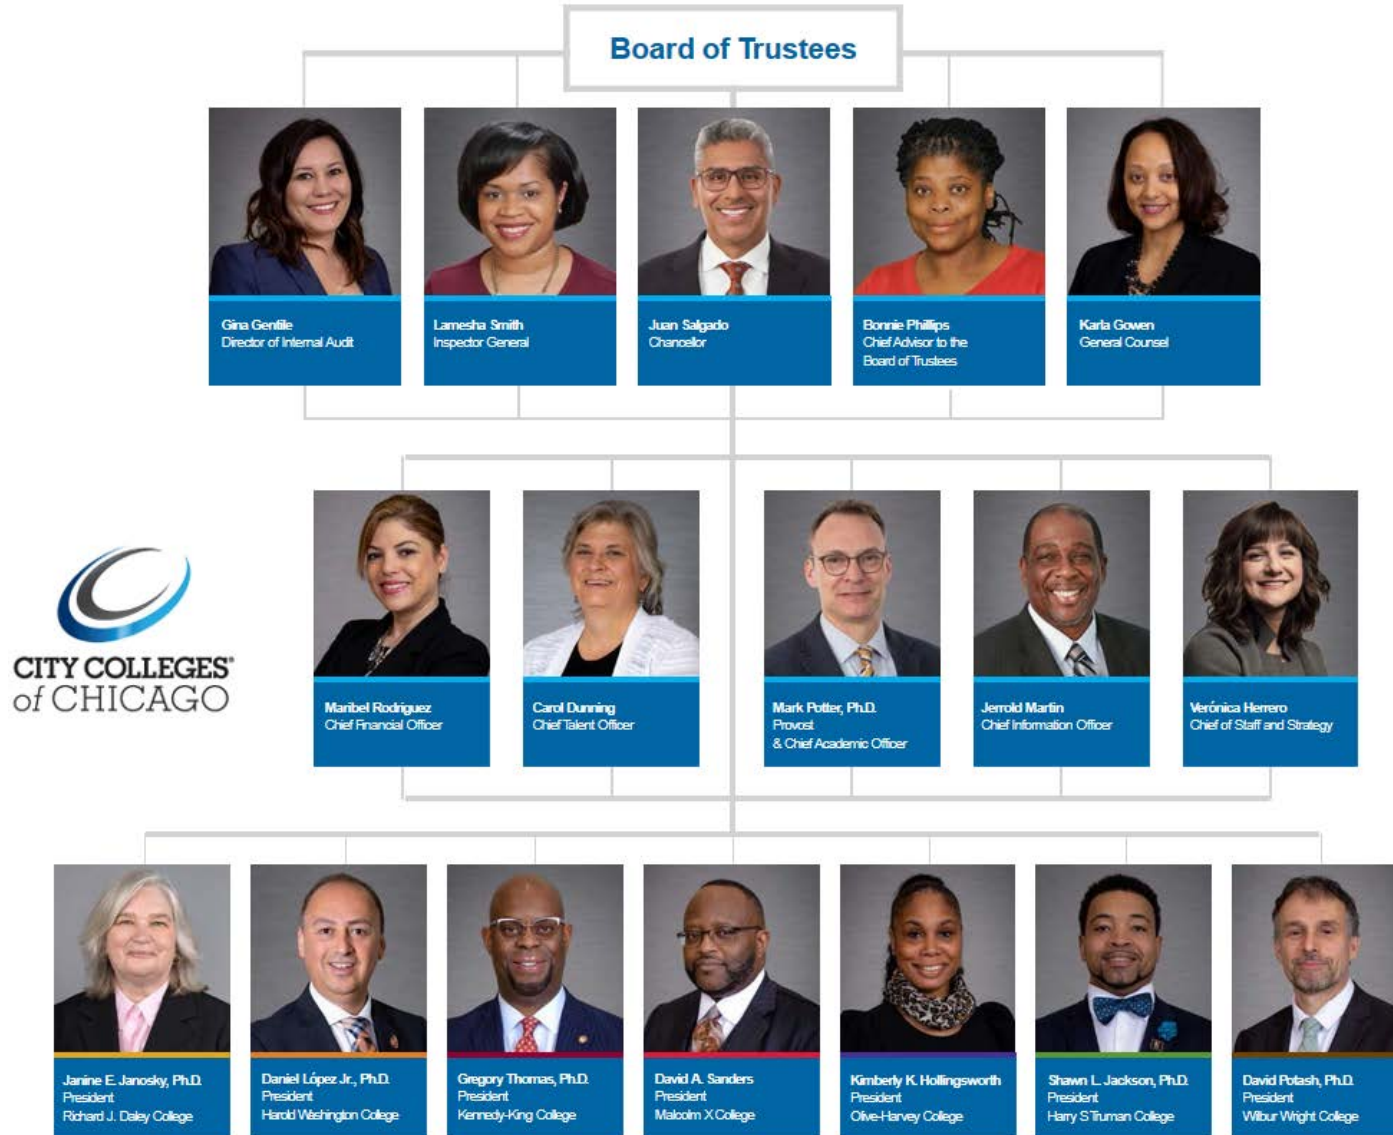 Board of Trustees
Gina Gentile
Director of Internal Audit
Lamesha Smith
Inspector General
Juan Salgado
Chancellor
Bonnie Phillips
Chief Advisor to the
Board of Trustees
Karla Gowen
General Counsel
CITY COLLEGES®
of CHICAGO
Maribel Rodriguez
Chief Financial Officer
Carol Dunning
Chief Talent Officer
Mark Potter, Ph.D.
Provost
& Chief Academic Officer
Jerrold Martin
Chief Information Officer
Verónica Herrero
Chief of Staff and Strategy
Janine E. Janosky, Ph.D.
President
Richard J. Daley College
Daniel López Jr., Ph.D.
President
Harold Washington College
Gregory Thomas, Ph.D.
President
Kennedy-King College
David A. Sanders
President
Malcolm X College
Kimberly K. Hollingsworth
President
Olive-Harvey College
Shawn L. Jackson, Ph.D.
President
Harry S Truman College
David Potash, Ph.D.
President
Wilbur Wright College